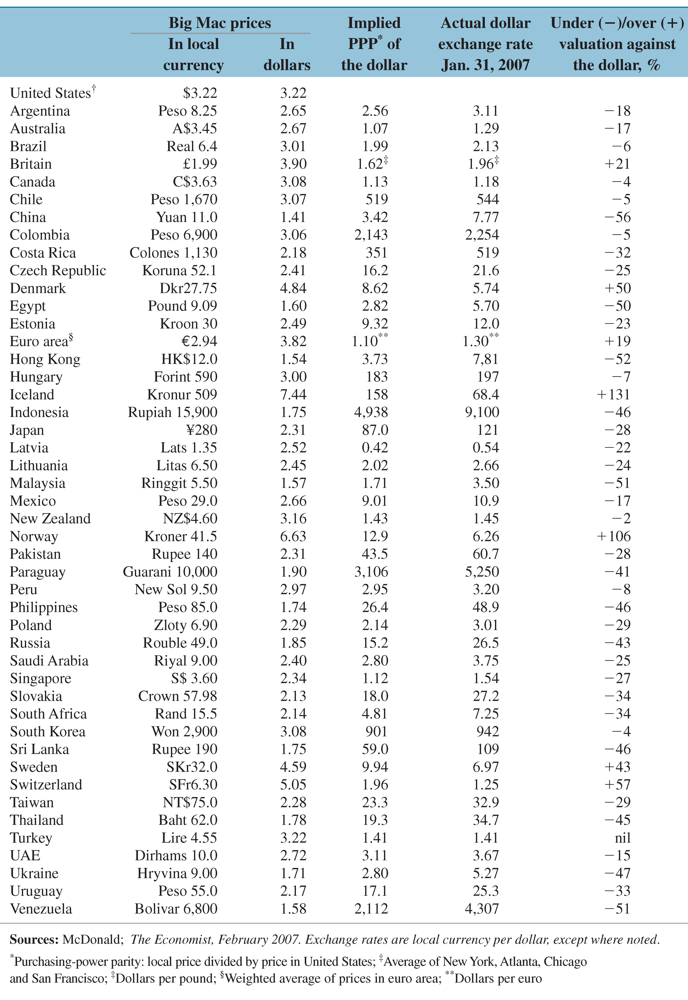 Big Mac prices Implied Actual dollar Under (−)/over (+)
In local In PPP* of exchange rate valuation against
currency dollars the dollar Jan. 31, 2007 the dollar, %
United States† $3.22 3.22
Argentina Peso 8.25 2.65 2.56 3.11 −18
Australia A$3.45 2.67 1.07 1.29 −17
Brazil Real 6.4 3.01 1.99 2.13 −6
Britain £1.99 3.90 1.62‡ 1.96‡ +21
Canada C$3.63 3.08 1.13 1.18 −4
Chile Peso 1,670 3.07 519 544 −5
China Yuan 11.0 1.41 3.42 7.77 −56
Colombia Peso 6,900 3.06 2,143 2,254 −5
Costa Rica Colones 1,130 2.18 351 519 −32
Czech Republic Koruna 52.1 2.41 16.2 21.6 −25
Denmark Dkr27.75 4.84 8.62 5.74 +50
Egypt Pound 9.09 1.60 2.82 5.70 −50
Estonia Kroon 30 2.49 9.32 12.0 −23
Euro area§ €2.94 3.82 1.10** 1.30** +19
Hong Kong HK$12.0 1.54 3.73 7,81 −52
Hungary Forint 590 3.00 183 197 −7
Iceland Kronur 509 7.44 158 68.4 +131
Indonesia Rupiah 15,900 1.75 4,938 9,100 −46
Japan ¥280 2.31 87.0 121 −28
Latvia Lats 1.35 2.52 0.42 0.54 −22
Lithuania Litas 6.50 2.45 2.02 2.66 −24
Malaysia Ringgit 5.50 1.57 1.71 3.50 −51
Mexico Peso 29.0 2.66 9.01 10.9 −17
New Zealand NZ$4.60 3.16 1.43 1.45 −2
Norway Kroner 41.5 6.63 12.9 6.26 +106
Pakistan Rupee 140 2.31 43.5 60.7 −28
Paraguay Guarani 10,000 1.90 3,106 5,250 −41
Peru New Sol 9.50 2.97 2.95 3.20 −8
Philippines Peso 85.0 1.74 26.4 48.9 −46
Poland Zloty 6.90 2.29 2.14 3.01 −29
Russia Rouble 49.0 1.85 15.2 26.5 −43
Saudi Arabia Riyal 9.00 2.40 2.80 3.75 −25
Singapore S$ 3.60 2.34 1.12 1.54 −27
Slovakia Crown 57.98 2.13 18.0 27.2 −34
South Africa Rand 15.5 2.14 4.81 7.25 −34
South Korea Won 2,900 3.08 901 942 −4
Sri Lanka Rupee 190 1.75 59.0 109 −46
Sweden SKr32.0 4.59 9.94 6.97 +43
Switzerland SFr6.30 5.05 1.96 1.25 +57
Taiwan NT$75.0 2.28 23.3 32.9 −29
Thailand Baht 62.0 1.78 19.3 34.7 −45
Turkey Lire 4.55 3.22 1.41 1.41 nil
UAE Dirhams 10.0 2.72 3.11 3.67 −15
Ukraine Hryvina 9.00 1.71 2.80 5.27 −47
Uruguay Peso 55.0 2.17 17.1 25.3 −33
Venezuela Bolivar 6,800 1.58 2,112 4,307 −51
Sources: McDonald; The Economist, February 2007. Exchange rates are local currency per dollar, except where noted.
*Purchasing-power parity: local price divided by price in United States; ‡Average of New York, Atlanta, Chicago
and San Francisco; ‡Dollars per pound; §Weighted average of prices in euro area; **Dollars per euro